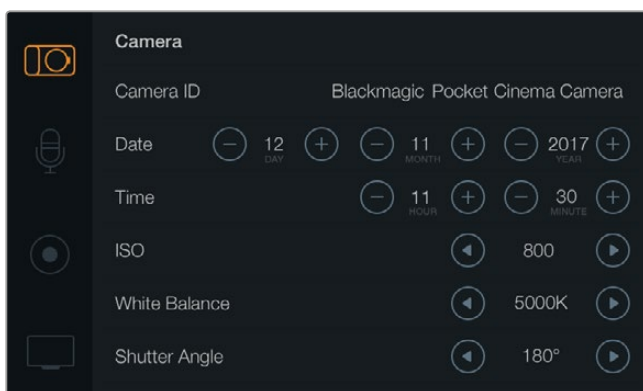 Camera
Camera ID Blackmagic Pocket Cinema Camera
Date 12 DAY 11 MONTH 2017 YEAR
Time 11 HOUR 30 MINUTE
ISO 800
White Balance 5000K
Shutter Angle 180°